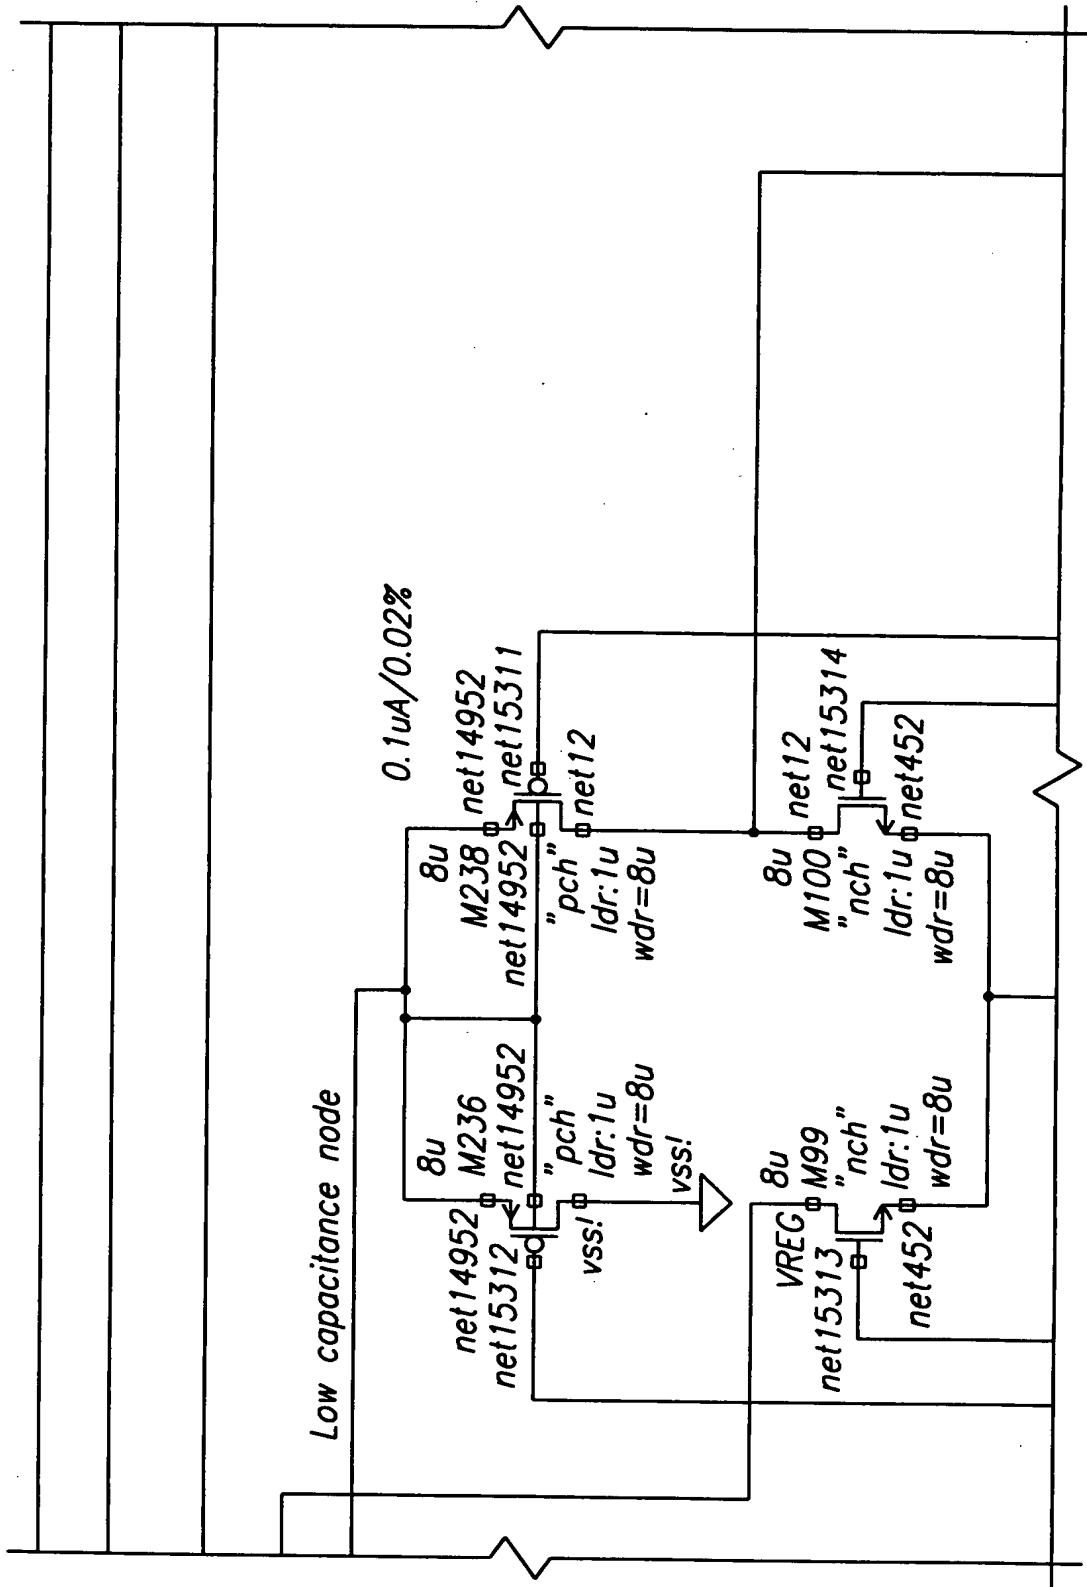 Low capacitance node
0.1uA/0.02%
8u
M236
net14952
net14952
net15312
"pch"
ldr:1u
wdr=8u
vss!
vss!
8u
M238
net14952
net14952
net15311
"pch"
ldr:1u
wdr=8u
net12
8u
M99
"nch"
ldr:1u
wdr=8u
VREG
net15313
net452
8u
M100
"nch"
ldr:1u
wdr=8u
net12
net15314
net452